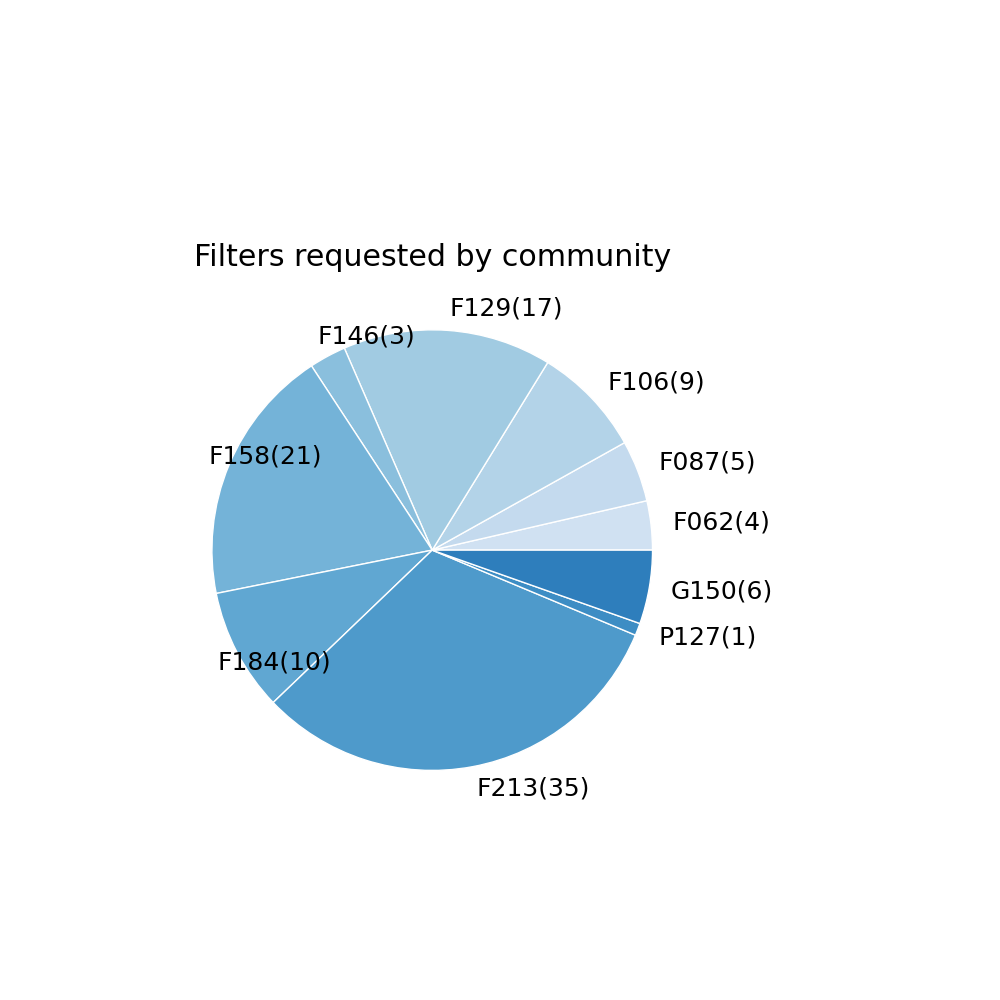 Filters requested by community
F129(17)
F146(3)
F106(9)
F158(21)
F087(5)
F062(4)
G150(6)
P127(1)
F184(10)
F213(35)